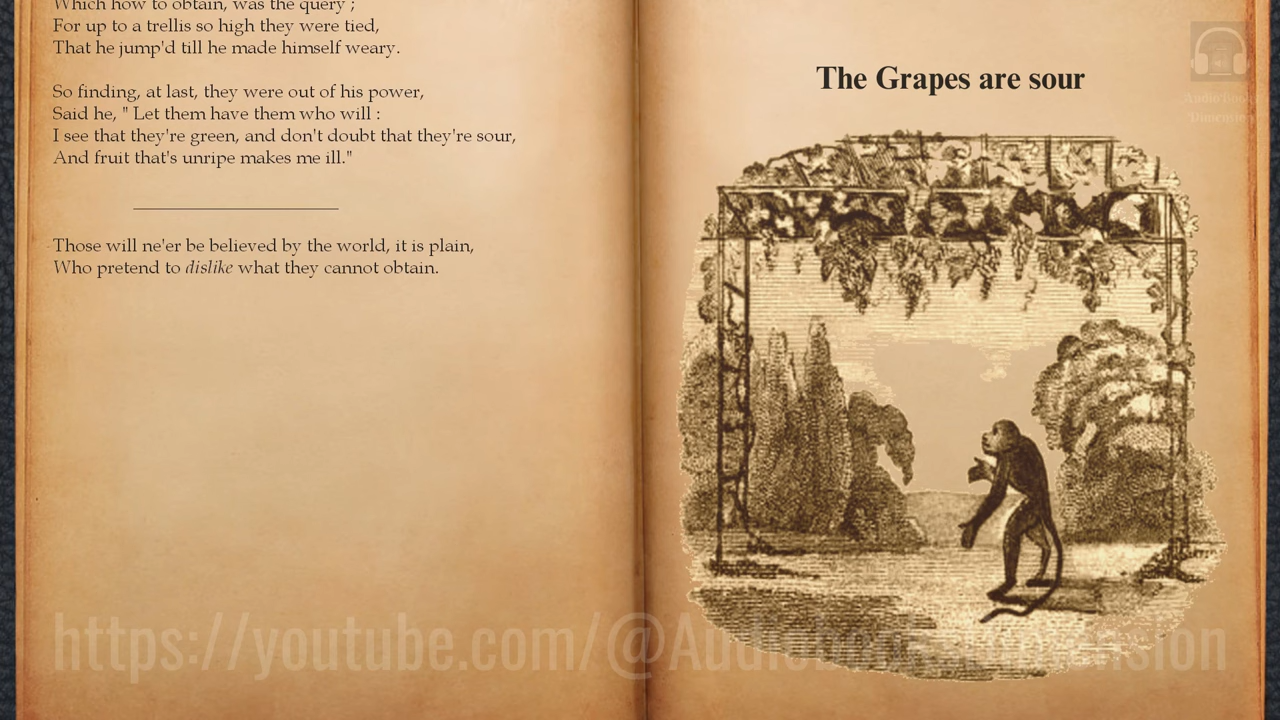 Which how to obtain, was the query ;
For up to a trellis so high they were tied,
That he jump'd till he made himself weary.
So finding, at last, they were out of his power,
Said he, " Let them have them who will :
I see that they're green, and don't doubt that they're sour,
And fruit that's unripe makes me ill."
Those will ne'er be believed by the world, it is plain,
Who pretend to dislike what they cannot obtain.
The Grapes are sour
AudioBooks
Dimension
https://youtube.com/@AudiobooksDimension